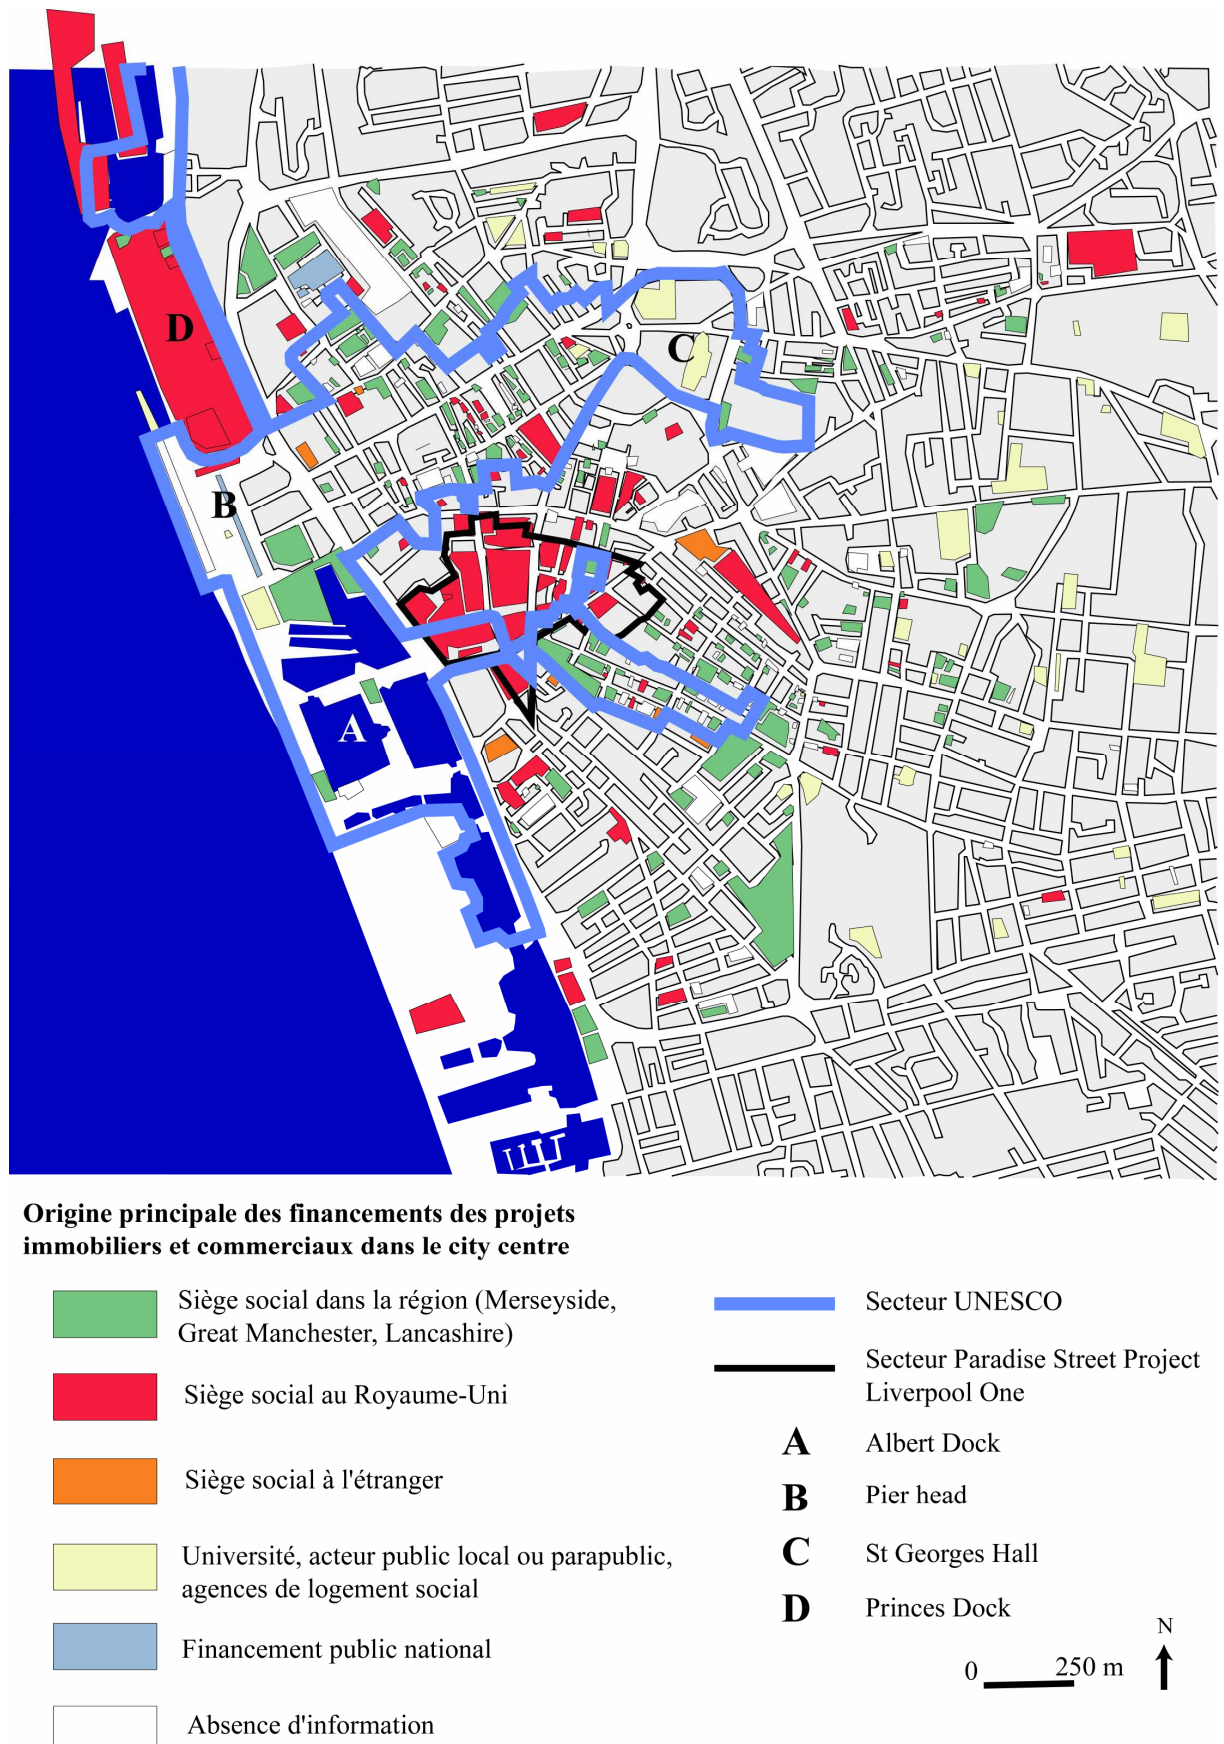 D
C
B
A
Origine principale des financements des projets
immobiliers et commerciaux dans le city centre
Siège social dans la région (Merseyside,
Great Manchester, Lancashire)
Siège social au Royaume-Uni
Siège social à l'étranger
Université, acteur public local ou parapublic,
agences de logement social
Financement public national
Absence d'information
Secteur UNESCO
Secteur Paradise Street Project
Liverpool One
A Albert Dock
B Pier head
C St Georges Hall
D Princes Dock
N
0 250 m